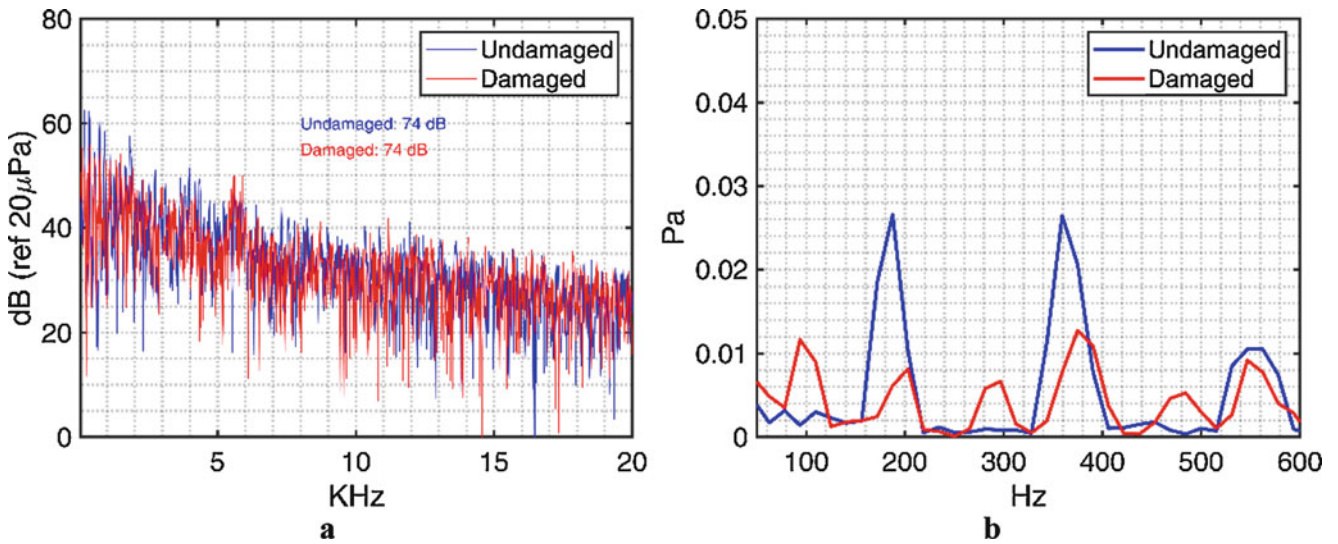 80
60
40
20
0
dB (ref 20μPa)
Undamaged
Damaged
Undamaged: 74 dB
Damaged: 74 dB
5
10
15
20
KHz
a
0.05
0.04
0.03
0.02
0.01
0
Pa
Undamaged
Damaged
100
200
300
400
500
600
Hz
b